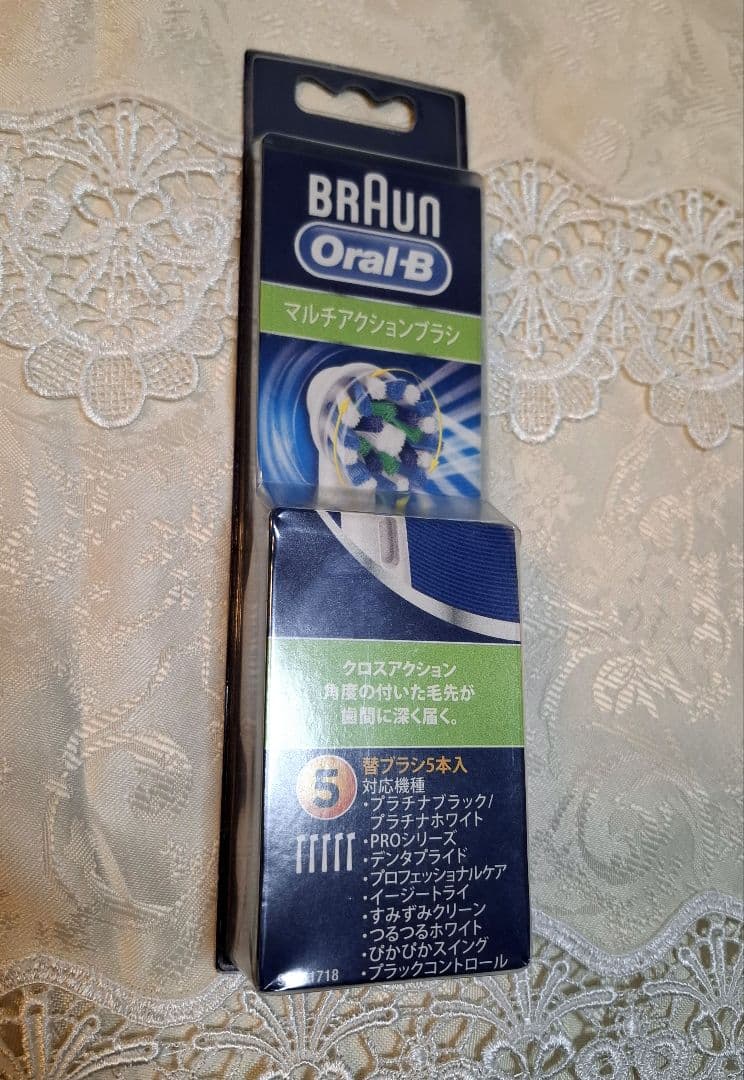 BRAUN
Oral-B
マルチアクションブラシ
クロスアクション
角度の付いた毛先が
歯間に深く届く。
5
替ブラシ5本入
対応機種
・プラチナブラック/
プラチナホワイト
・PROシリーズ
・デンタプライド
・プロフェッショナルケア
・イージートライ
・すみずみクリーン
・つるつるホワイト
・ぴかぴかスイング
・ブラックコントロール
1718